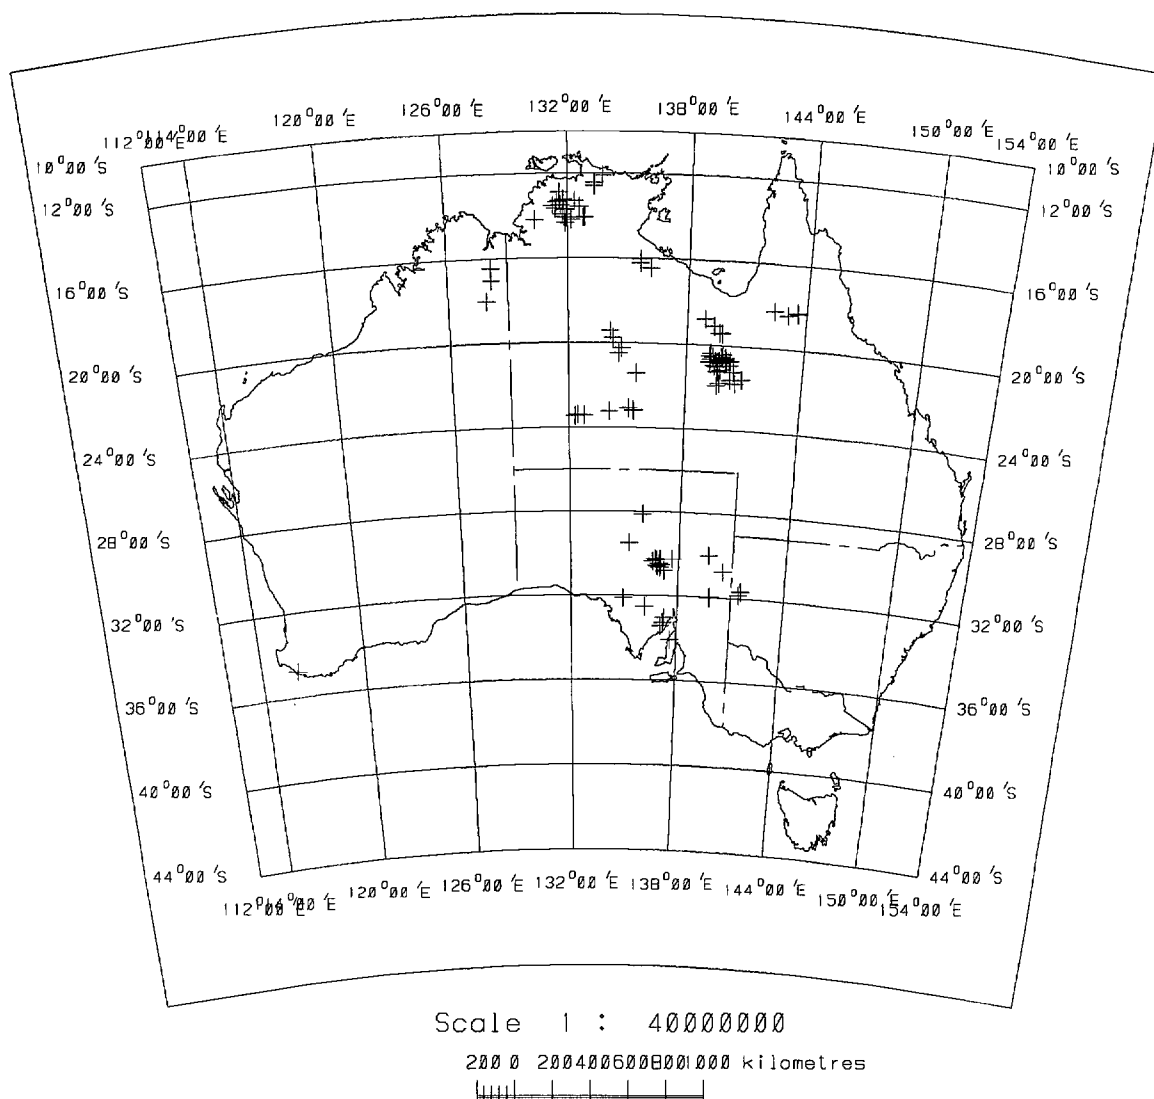 112°00 'E 114°00 'E 120°00 'E 126°00 'E 132°00 'E 138°00 'E 144°00 'E 150°00 'E 154°00 'E
10°00 'S 10°00 'S
12°00 'S 12°00 'S
16°00 'S 16°00 'S
20°00 'S 20°00 'S
24°00 'S 24°00 'S
28°00 'S 28°00 'S
32°00 'S 32°00 'S
36°00 'S 36°00 'S
40°00 'S 40°00 'S
44°00 'S 44°00 'S
112°00 'E 114°00 'E 120°00 'E 126°00 'E 132°00 'E 138°00 'E 144°00 'E 150°00 'E 154°00 'E
Scale 1 : 40000000
200 0 200 400 600 800 1000 kilometres